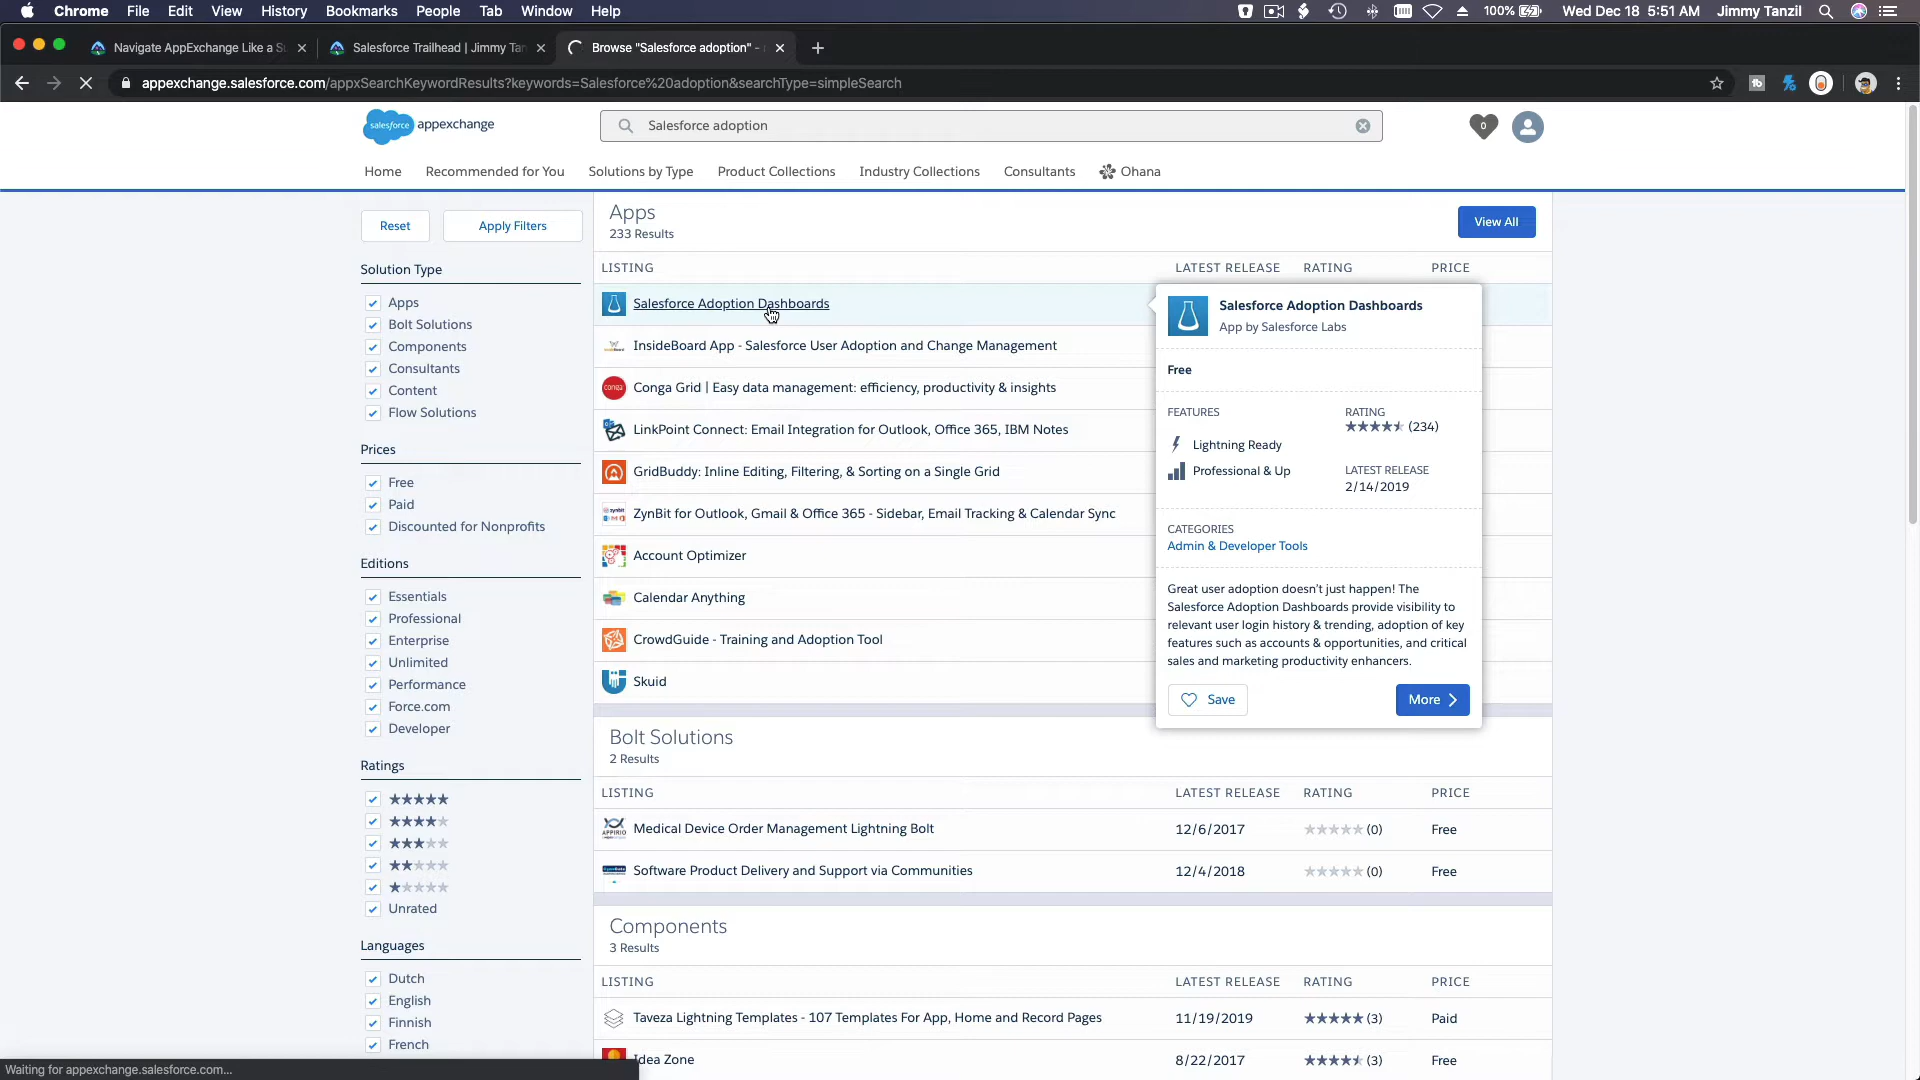 Chrome File Edit View History Bookmarks People Tab Window Help
100% Wed Dec 18 5:51 AM Jimmy Tanzil
Navigate AppExchange Like a Su
Salesforce Trailhead | Jimmy Tan
Browse "Salesforce adoption" -
appexchange.salesforce.com/appxSearchKeywordResults?keywords=Salesforce%20adoption&searchType=simpleSearch
salesforce appexchange
Salesforce adoption
0
Home Recommended for You Solutions by Type Product Collections Industry Collections Consultants Ohana
Reset Apply Filters
Solution Type
Apps
Bolt Solutions
Components
Consultants
Content
Flow Solutions
Prices
Free
Paid
Discounted for Nonprofits
Editions
Essentials
Professional
Enterprise
Unlimited
Performance
Force.com
Developer
Ratings
Unrated
Languages
Dutch
English
Finnish
French
Apps
233 Results
View All
LISTING LATEST RELEASE RATING PRICE
Salesforce Adoption Dashboards
InsideBoard App - Salesforce User Adoption and Change Management
conga Conga Grid | Easy data management: efficiency, productivity & insights
LinkPoint Connect: Email Integration for Outlook, Office 365, IBM Notes
GridBuddy: Inline Editing, Filtering, & Sorting on a Single Grid
ZynBit for Outlook, Gmail & Office 365 - Sidebar, Email Tracking & Calendar Sync
Account Optimizer
Calendar Anything
CrowdGuide - Training and Adoption Tool
Skuid
Salesforce Adoption Dashboards
App by Salesforce Labs
Free
FEATURES
Lightning Ready
Professional & Up
RATING
(234)
LATEST RELEASE
2/14/2019
CATEGORIES
Admin & Developer Tools
Great user adoption doesn't just happen! The
Salesforce Adoption Dashboards provide visibility to
relevant user login history & trending, adoption of key
features such as accounts & opportunities, and critical
sales and marketing productivity enhancers.
Save More
Bolt Solutions
2 Results
LISTING LATEST RELEASE RATING PRICE
APPIRIO Medical Device Order Management Lightning Bolt 12/6/2017 (0) Free
Software Product Delivery and Support via Communities 12/4/2018 (0) Free
Components
3 Results
LISTING LATEST RELEASE RATING PRICE
Taveza Lightning Templates - 107 Templates For App, Home and Record Pages 11/19/2019 (3) Paid
Idea Zone 8/22/2017 (3) Free
Waiting for appexchange.salesforce.com...